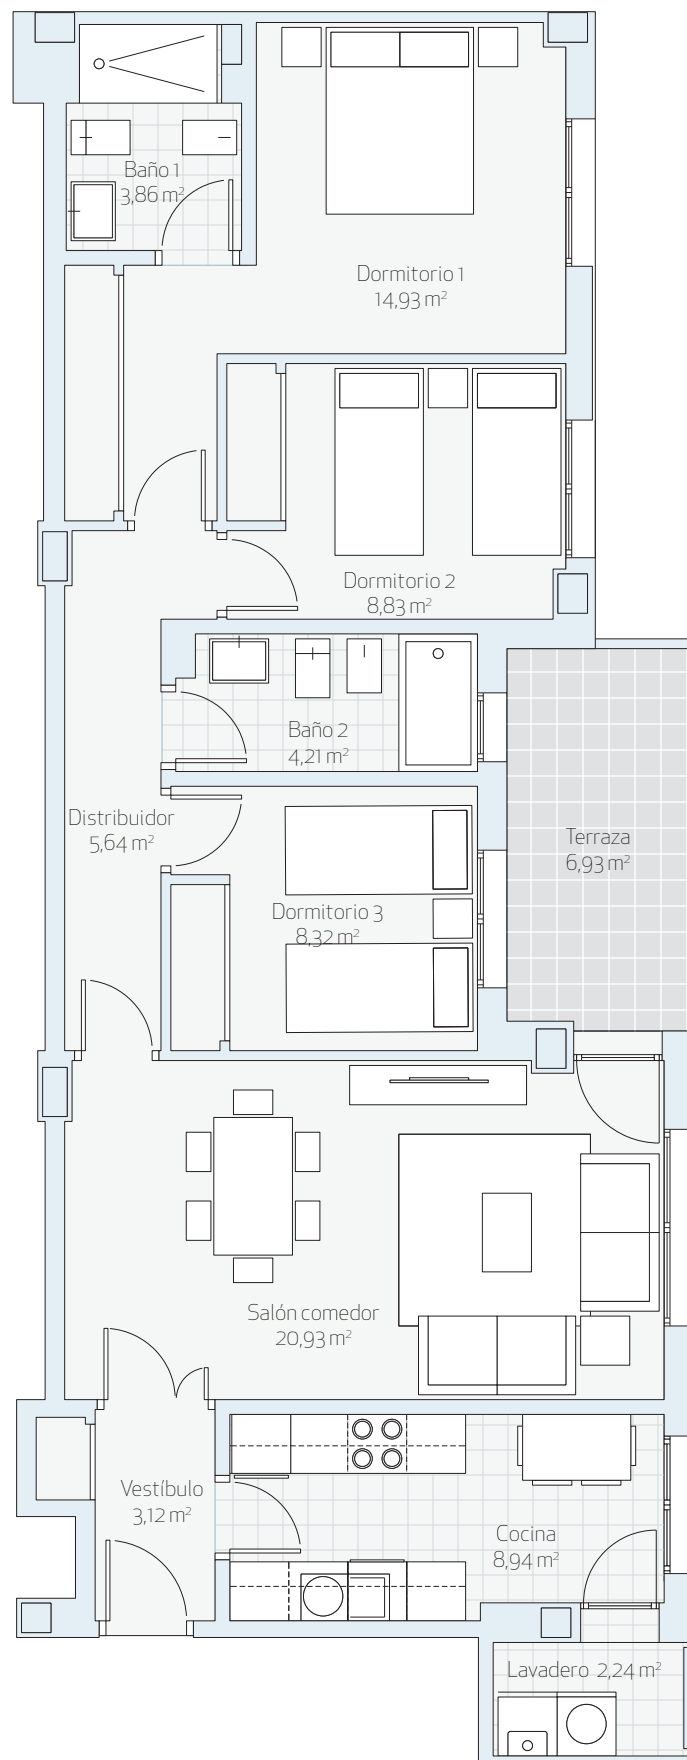 Baño 1
3,86 m²
Dormitorio 1
14,93 m²
Dormitorio 2
8,83 m²
Baño 2
4,21 m²
Distribuidor
5,64 m²
Terraza
6,93 m²
Dormitorio 3
8,32 m²
Salón comedor
20,93 m²
Vestíbulo
3,12 m²
Cocina
8,94 m²
Lavadero 2,24 m²